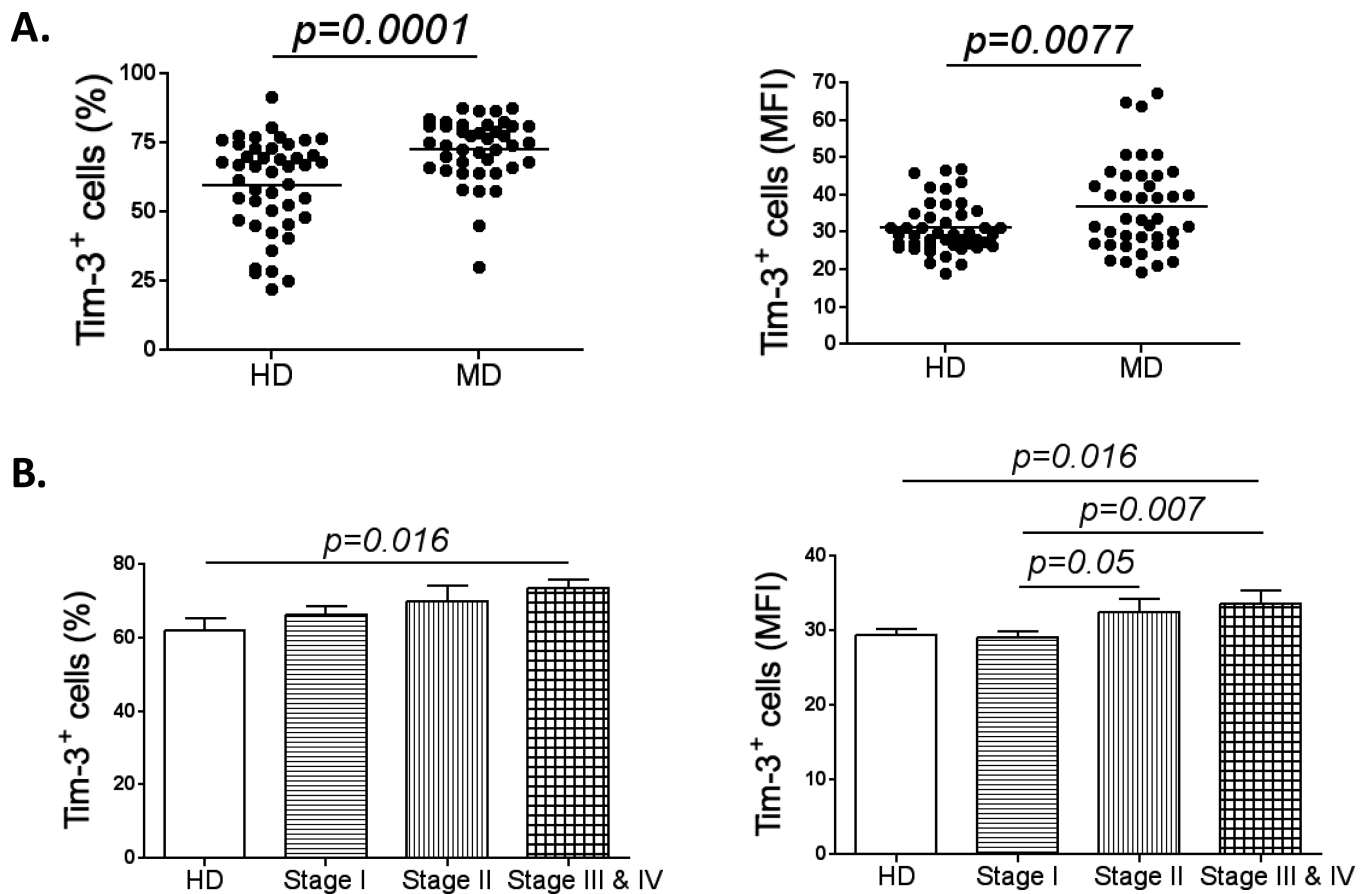 A.
p=0.0001
Tim-3+ cells (%)
100
75
50
25
0
HD
MD
p=0.0077
Tim-3+ cells (MFI)
70
60
50
40
30
20
10
0
HD
MD
B.
p=0.016
Tim-3+ cells (%)
80
60
40
20
0
HD
Stage I
Stage II
Stage III & IV
p=0.016
p=0.007
p=0.05
Tim-3+ cells (MFI)
40
30
20
10
0
HD
Stage I
Stage II
Stage III & IV